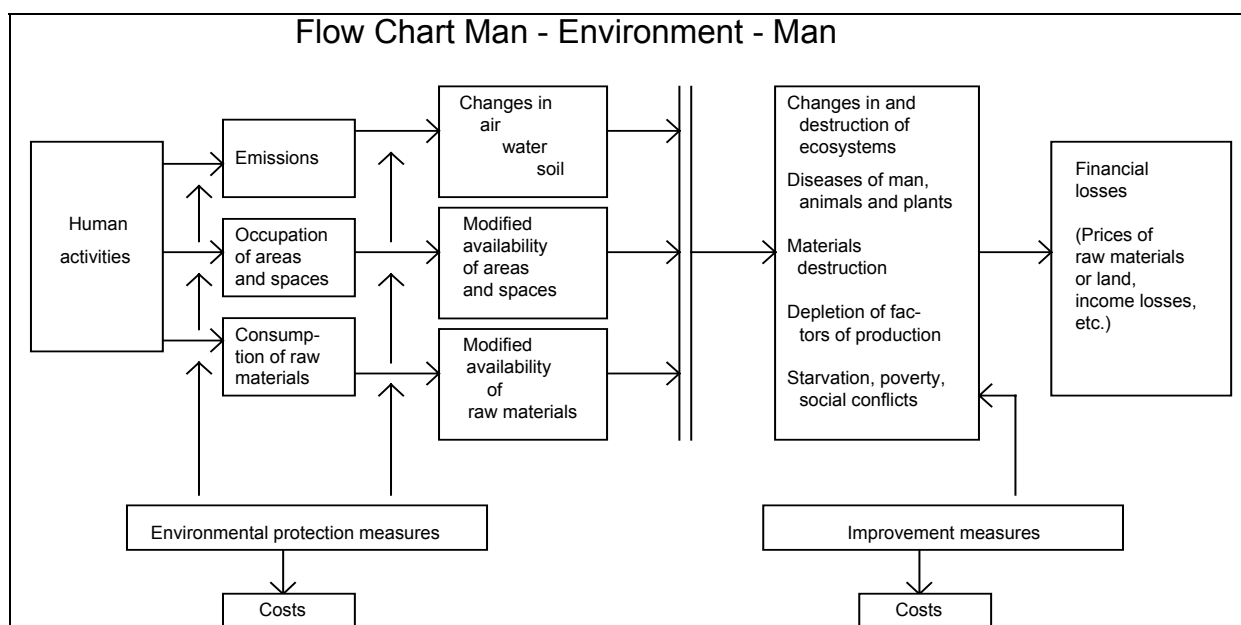 Flow Chart Man - Environment - Man
Human
activities
Emissions
Occupation
of areas
and spaces
Consump-
tion of raw
materials
Changes in
air
water
soil
Modified
availability
of areas
and spaces
Modified
availability
of
raw materials
Changes in and
destruction of
ecosystems
Diseases of man,
animals and plants
Materials
destruction
Depletion of fac-
tors of production
Starvation, poverty,
social conflicts
Financial
losses
(Prices of
raw materials
or land,
income losses,
etc.)
Environmental protection measures
Costs
Improvement measures
Costs